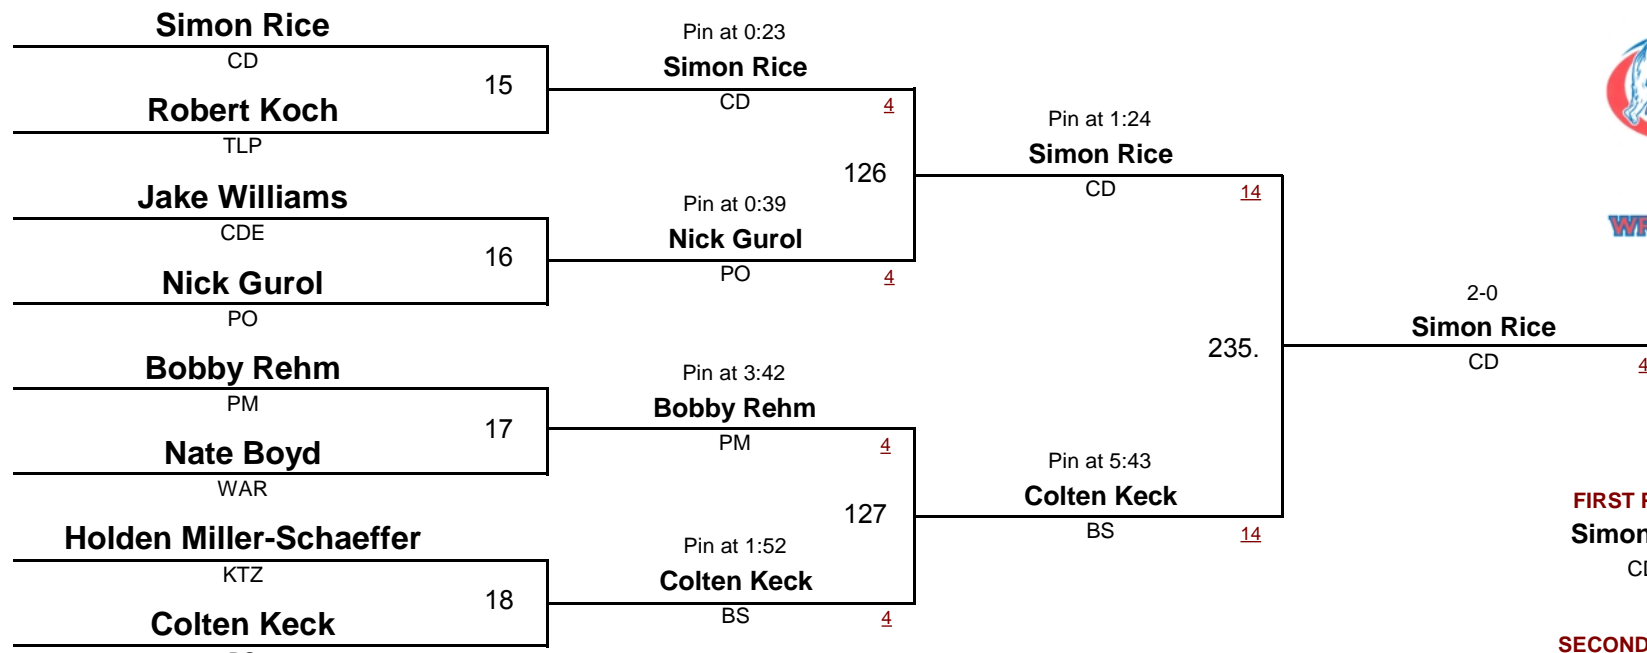 Simon Rice
CD
15
Robert Koch
TLP
Jake Williams
CDE
16
Nick Gurol
PO
Bobby Rehm
PM
17
Nate Boyd
WAR
Holden Miller-Schaeffer
KTZ
18
Colten Keck
Pin at 0:23
Simon Rice
CD
4
126
Pin at 0:39
Nick Gurol
PO
4
Pin at 3:42
Bobby Rehm
PM
4
127
Pin at 1:52
Colten Keck
BS
4
Pin at 1:24
Simon Rice
CD
14
235.
Pin at 5:43
Colten Keck
BS
14
2-0
Simon Rice
CD
4
FIRST
Simon
SECOND